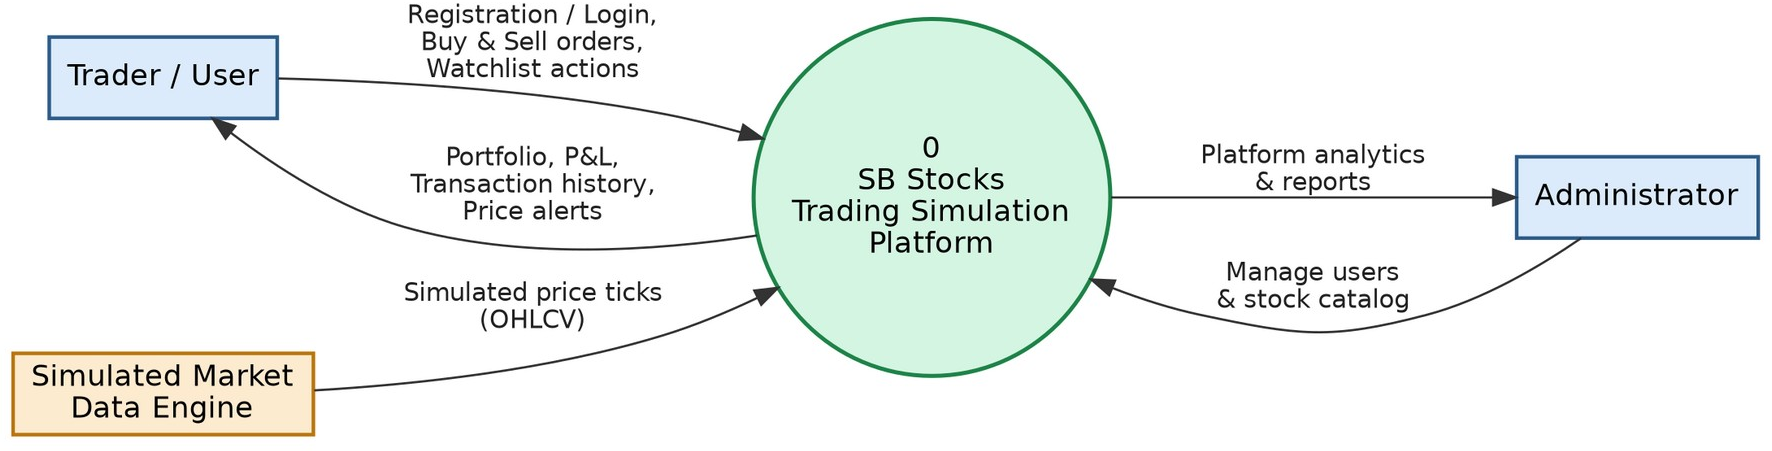 Registration / Login,
Buy & Sell orders,
Watchlist actions
Trader / User
Portfolio, P&L,
Transaction history,
Price alerts
Simulated price ticks
(OHLCV)
Simulated Market
Data Engine
0
SB Stocks
Trading Simulation
Platform
Platform analytics
& reports
Administrator
Manage users
& stock catalog